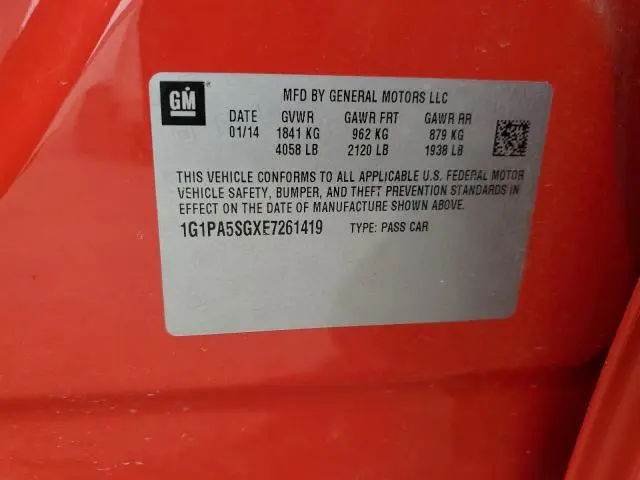 GM
MFD BY GENERAL MOTORS LLC
DATE GVWR GAWR FRT GAWR RR
01/14 1841 KG 962 KG 879 KG
4058 LB 2120 LB 1938 LB
THIS VEHICLE CONFORMS TO ALL APPLICABLE U.S. FEDERAL MOTOR
VEHICLE SAFETY, BUMPER, AND THEFT PREVENTION STANDARDS IN
EFFECT ON THE DATE OF MANUFACTURE SHOWN ABOVE.
1G1PA5SGXE7261419 TYPE: PASS CAR